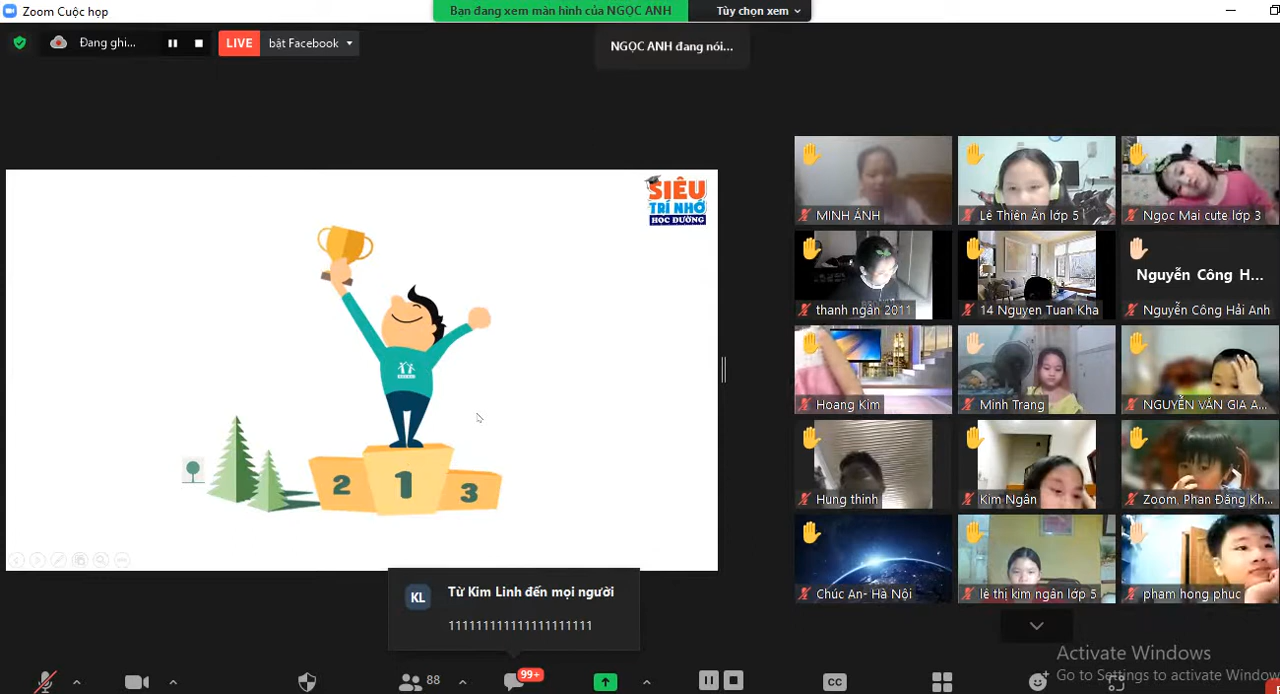 Zoom Cuộc họp
Bạn đang xem màn hình của NGỌC ANH
Tùy chọn xem
Đang ghi...
LIVE
bật Facebook
NGỌC ANH đang nói...
SIÊU
TRÍ NHỚ
HỌC ĐƯỜNG
2
1
3
MINH ÁNH
Lê Thiên Ân lớp 5
Ngọc Mai cute lớp 3
thanh ngân 2011
14 Nguyen Tuan Kha
Nguyễn Công H...
Nguyễn Công Hải Anh
Hoang Kim
Minh Trang
NGUYỄN VĂN GIA A...
Hung thinh
Kim Ngân
Zoom. Phan Đăng Kh...
Chúc An- Hà Nội
lê thị kim ngân lớp 5
pham hong phuc
KL
Từ Kim Linh đến mọi người
111111111111111111111
99+
88
CC
Activate Windows
Go to Settings to activate Windows